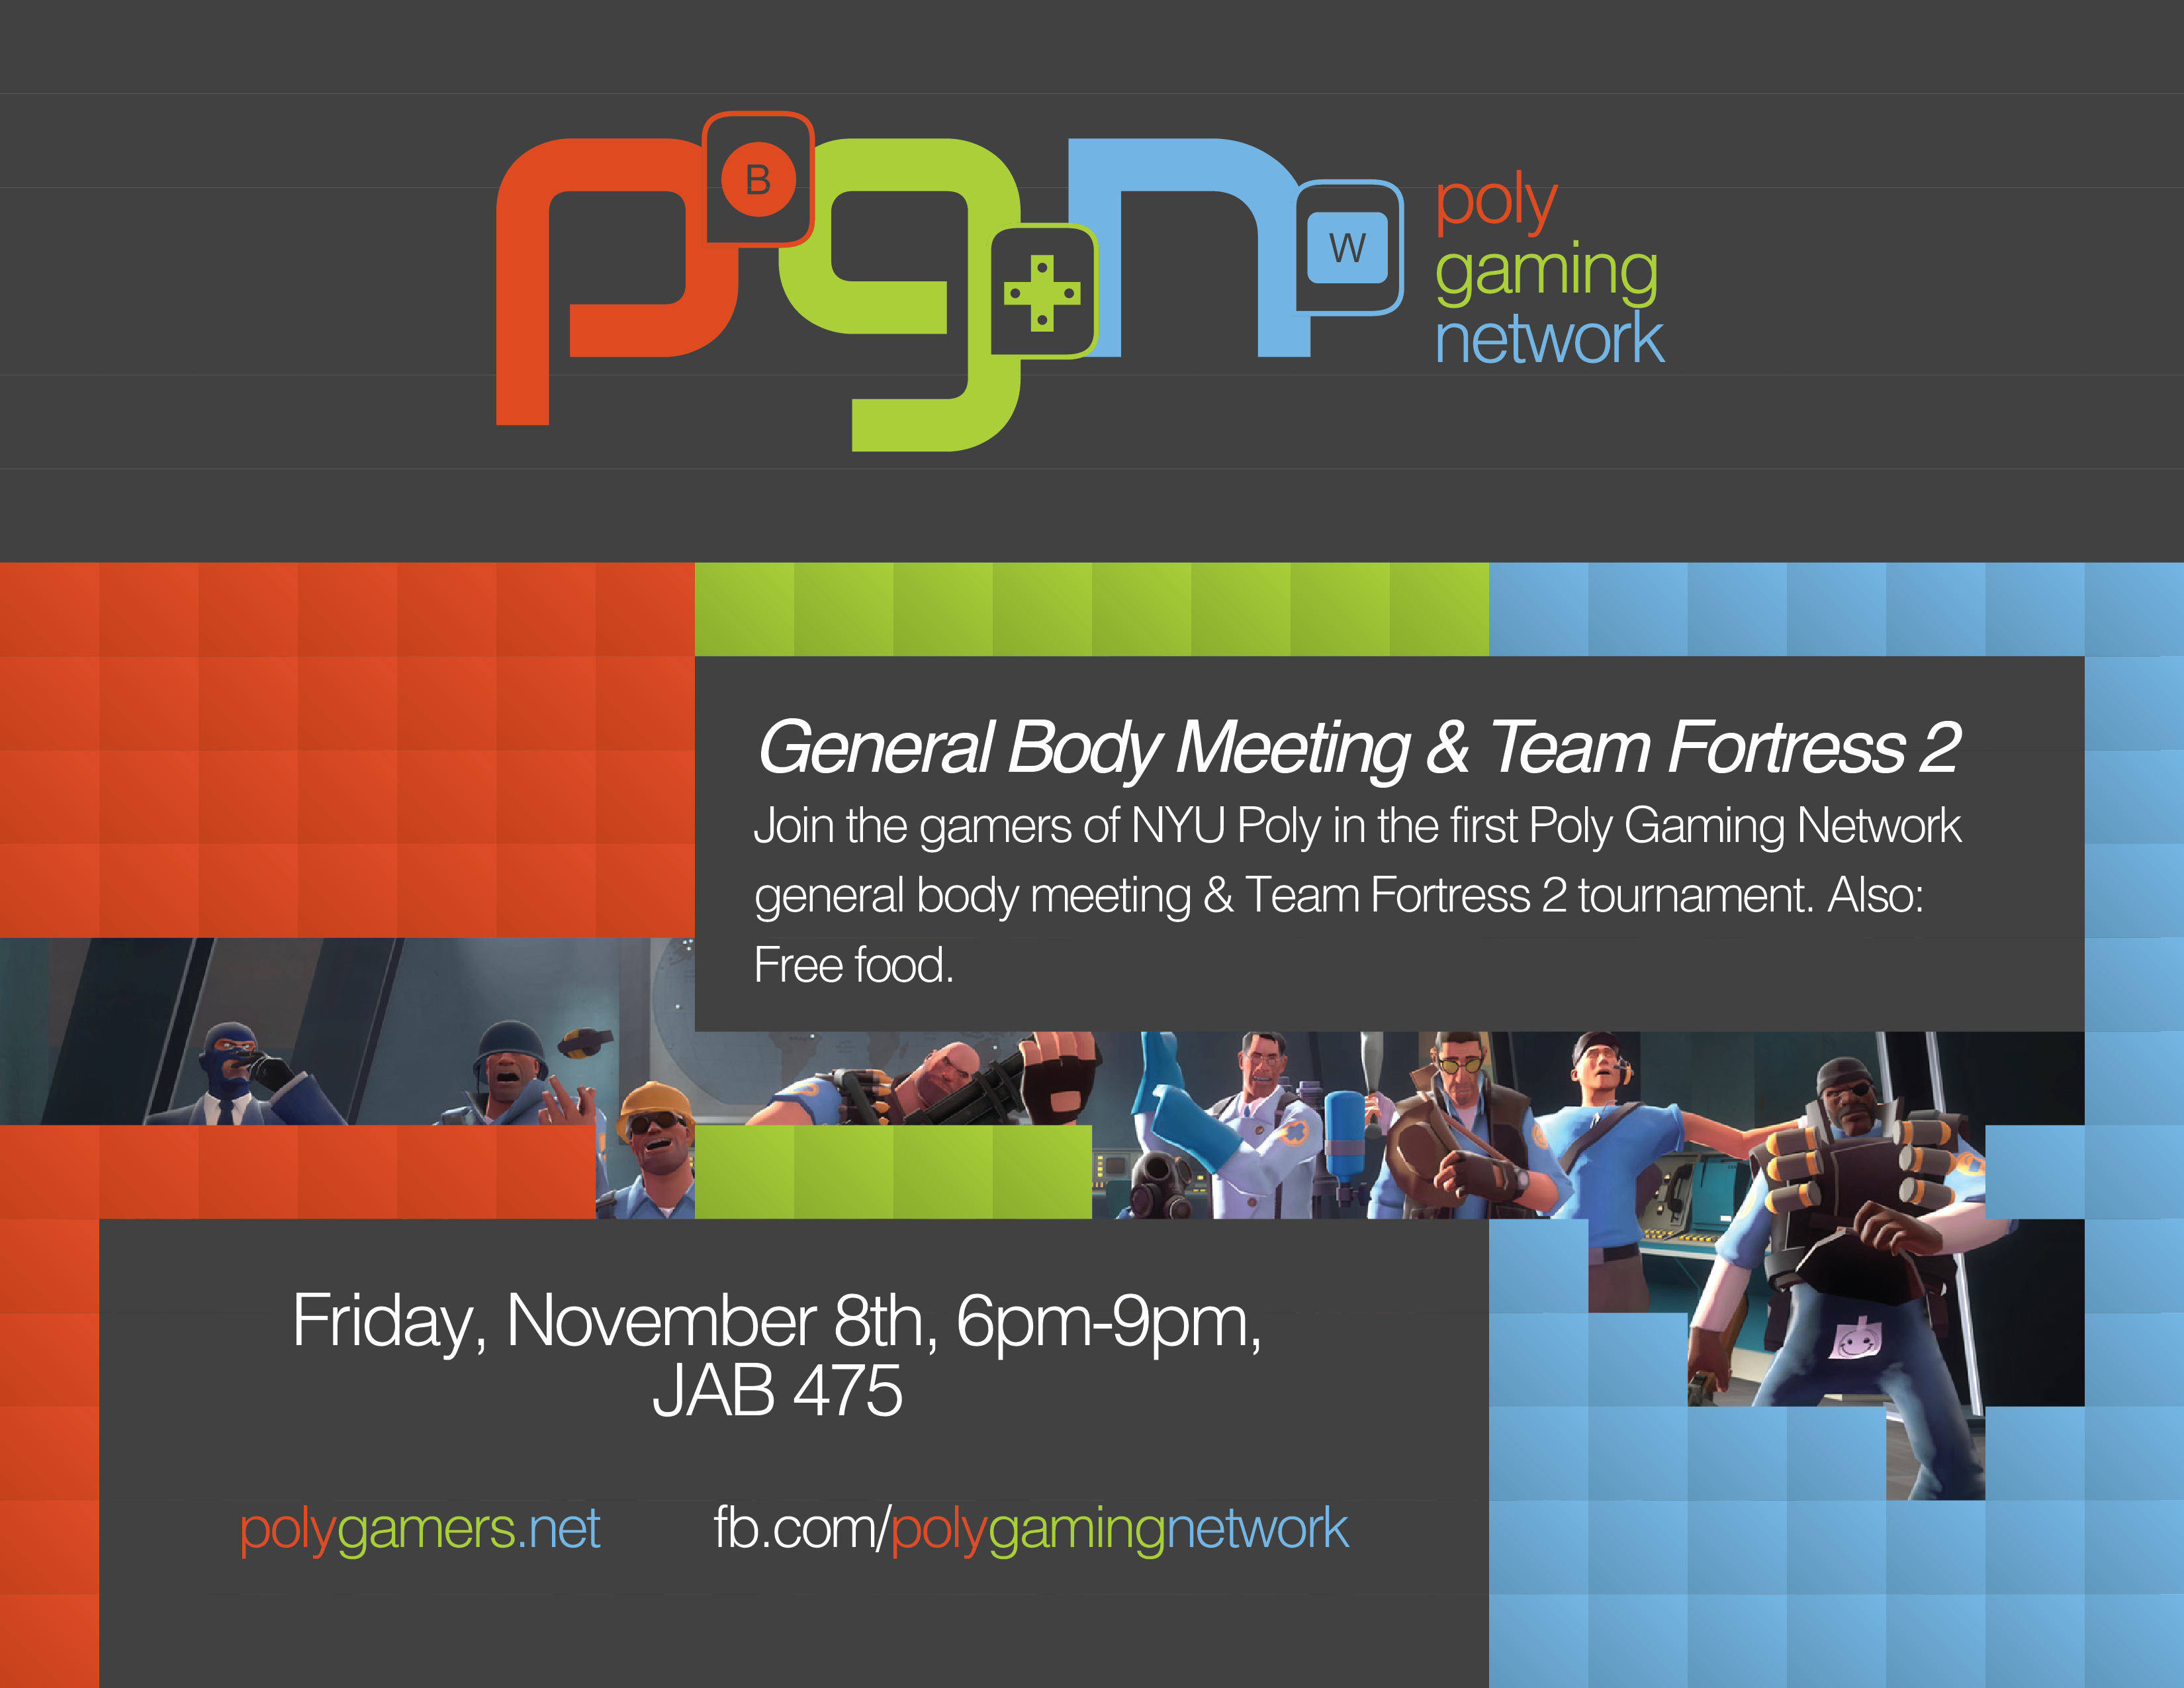 pgn
B
W
poly
gaming
network
General Body Meeting & Team Fortress 2
Join the gamers of NYU Poly in the first Poly Gaming Network
general body meeting & Team Fortress 2 tournament. Also:
Free food.
Friday, November 8th, 6pm-9pm,
JAB 475
polygamers.net
fb.com/polygamingnetwork